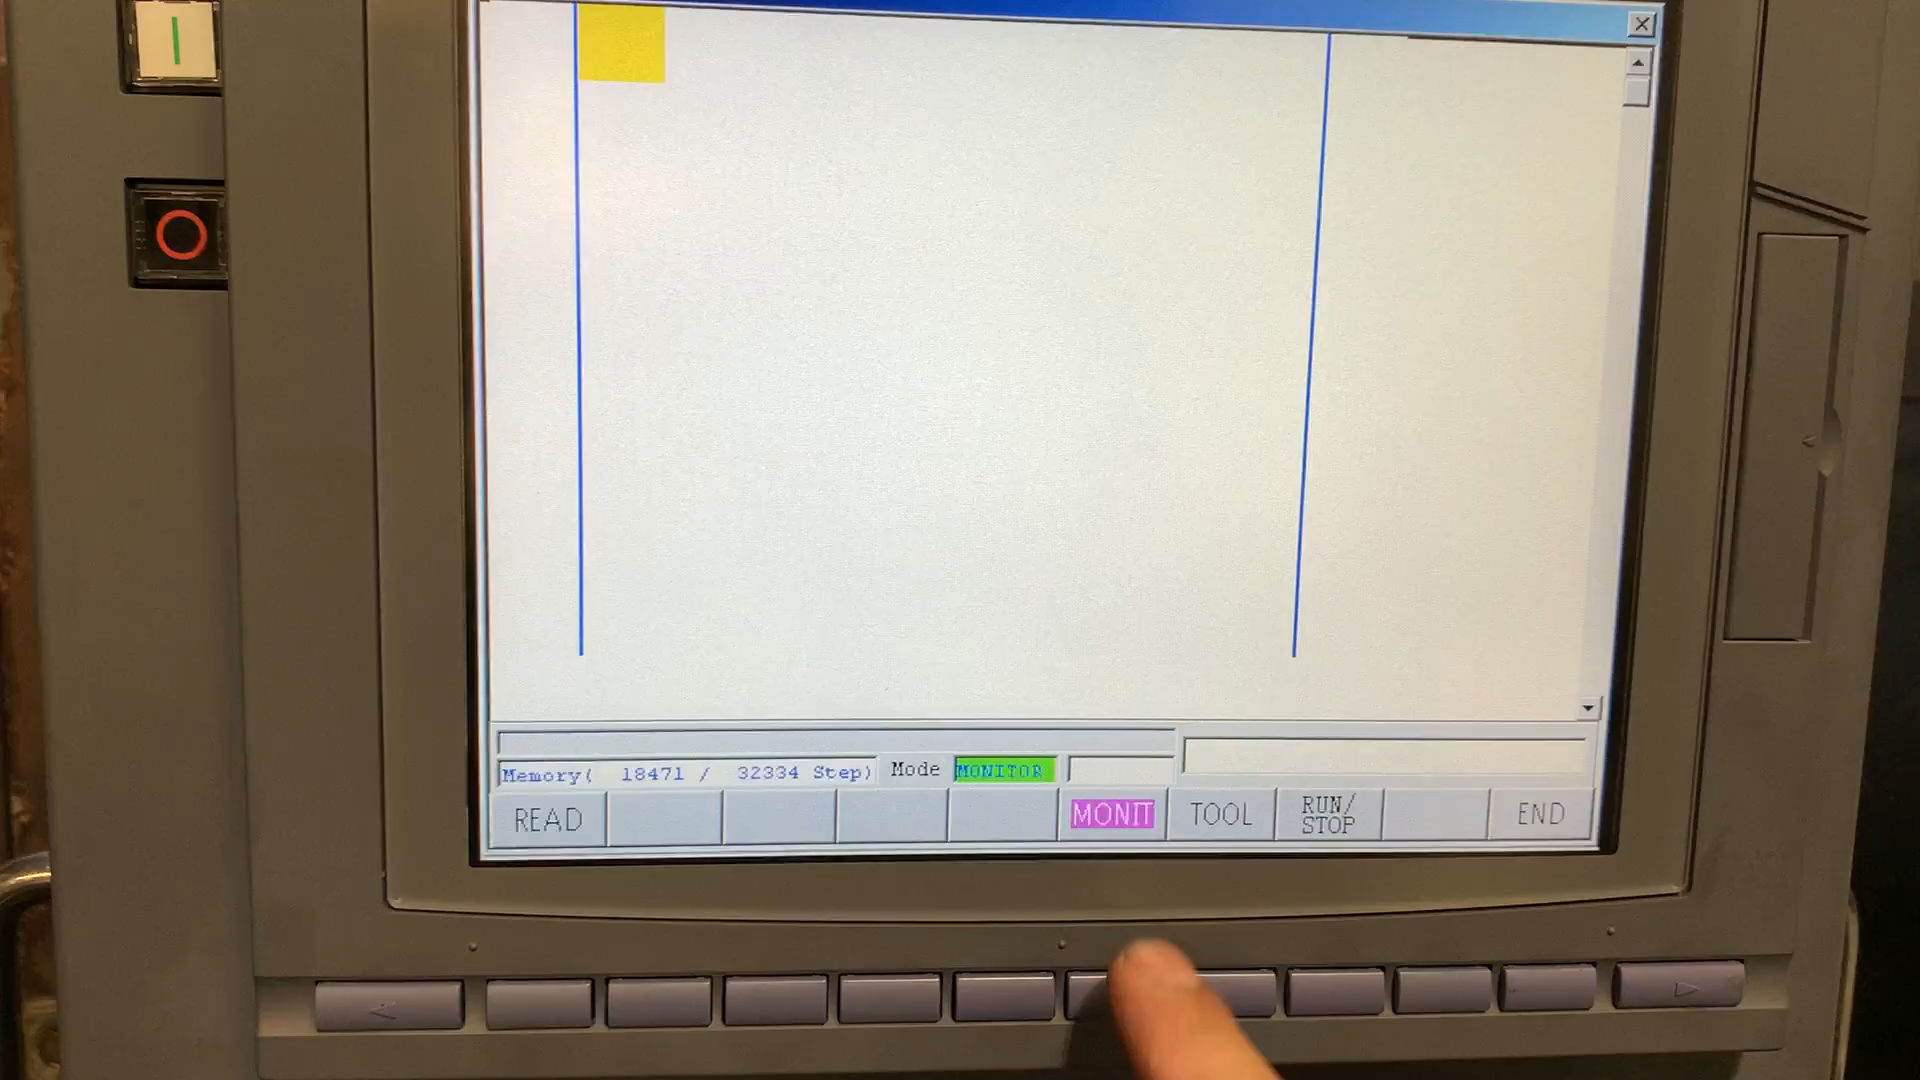 Memory( 18471 / 32334 Step) Mode MONITOR
READ MONIT TOOL RUN/STOP END